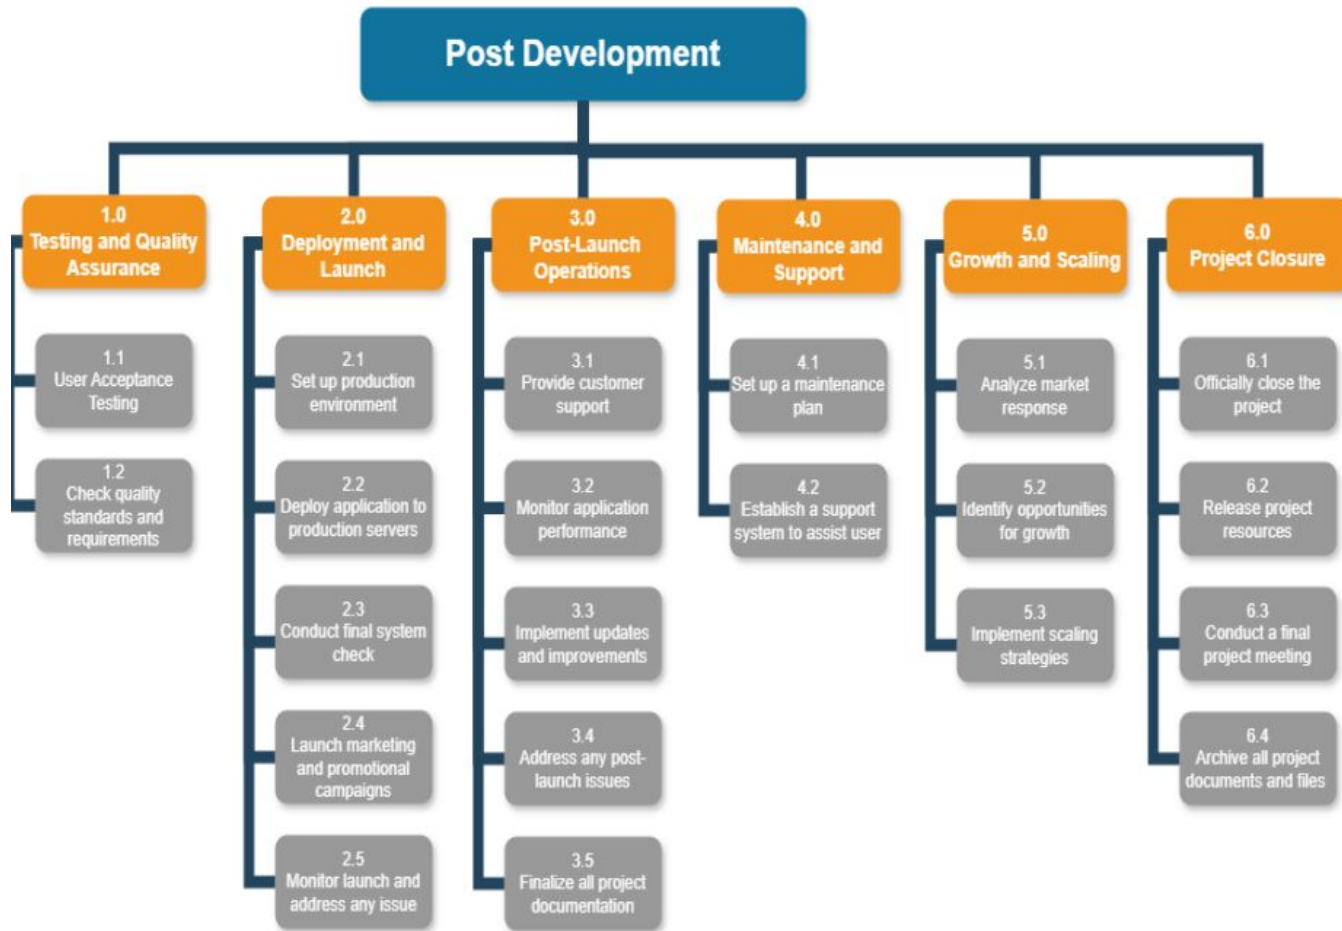 Post Development
1.0
Testing and Quality
Assurance
1.1
User Acceptance
Testing
1.2
Check quality
standards and
requirements
2.0
Deployment and
Launch
2.1
Set up production
environment
2.2
Deploy application to
production servers
2.3
Conduct final system
check
2.4
Launch marketing
and promotional
campaigns
2.5
Monitor launch and
address any issue
3.0
Post-Launch
Operations
3.1
Provide customer
support
3.2
Monitor application
performance
3.3
Implement updates
and improvements
3.4
Address any post-
launch issues
3.5
Finalize all project
documentation
4.0
Maintenance and
Support
4.1
Set up a maintenance
plan
4.2
Establish a support
system to assist user
5.0
Growth and Scaling
5.1
Analyze market
response
5.2
Identify opportunities
for growth
5.3
Implement scaling
strategies
6.0
Project Closure
6.1
Officially close the
project
6.2
Release project
resources
6.3
Conduct a final
project meeting
6.4
Archive all project
documents and files